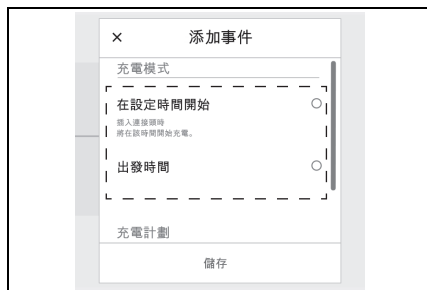 ×
添加事件
充電模式
在設定時間開始
插入連接頭時
將在該時間開始充電。
出發時間
充電計劃
儲存